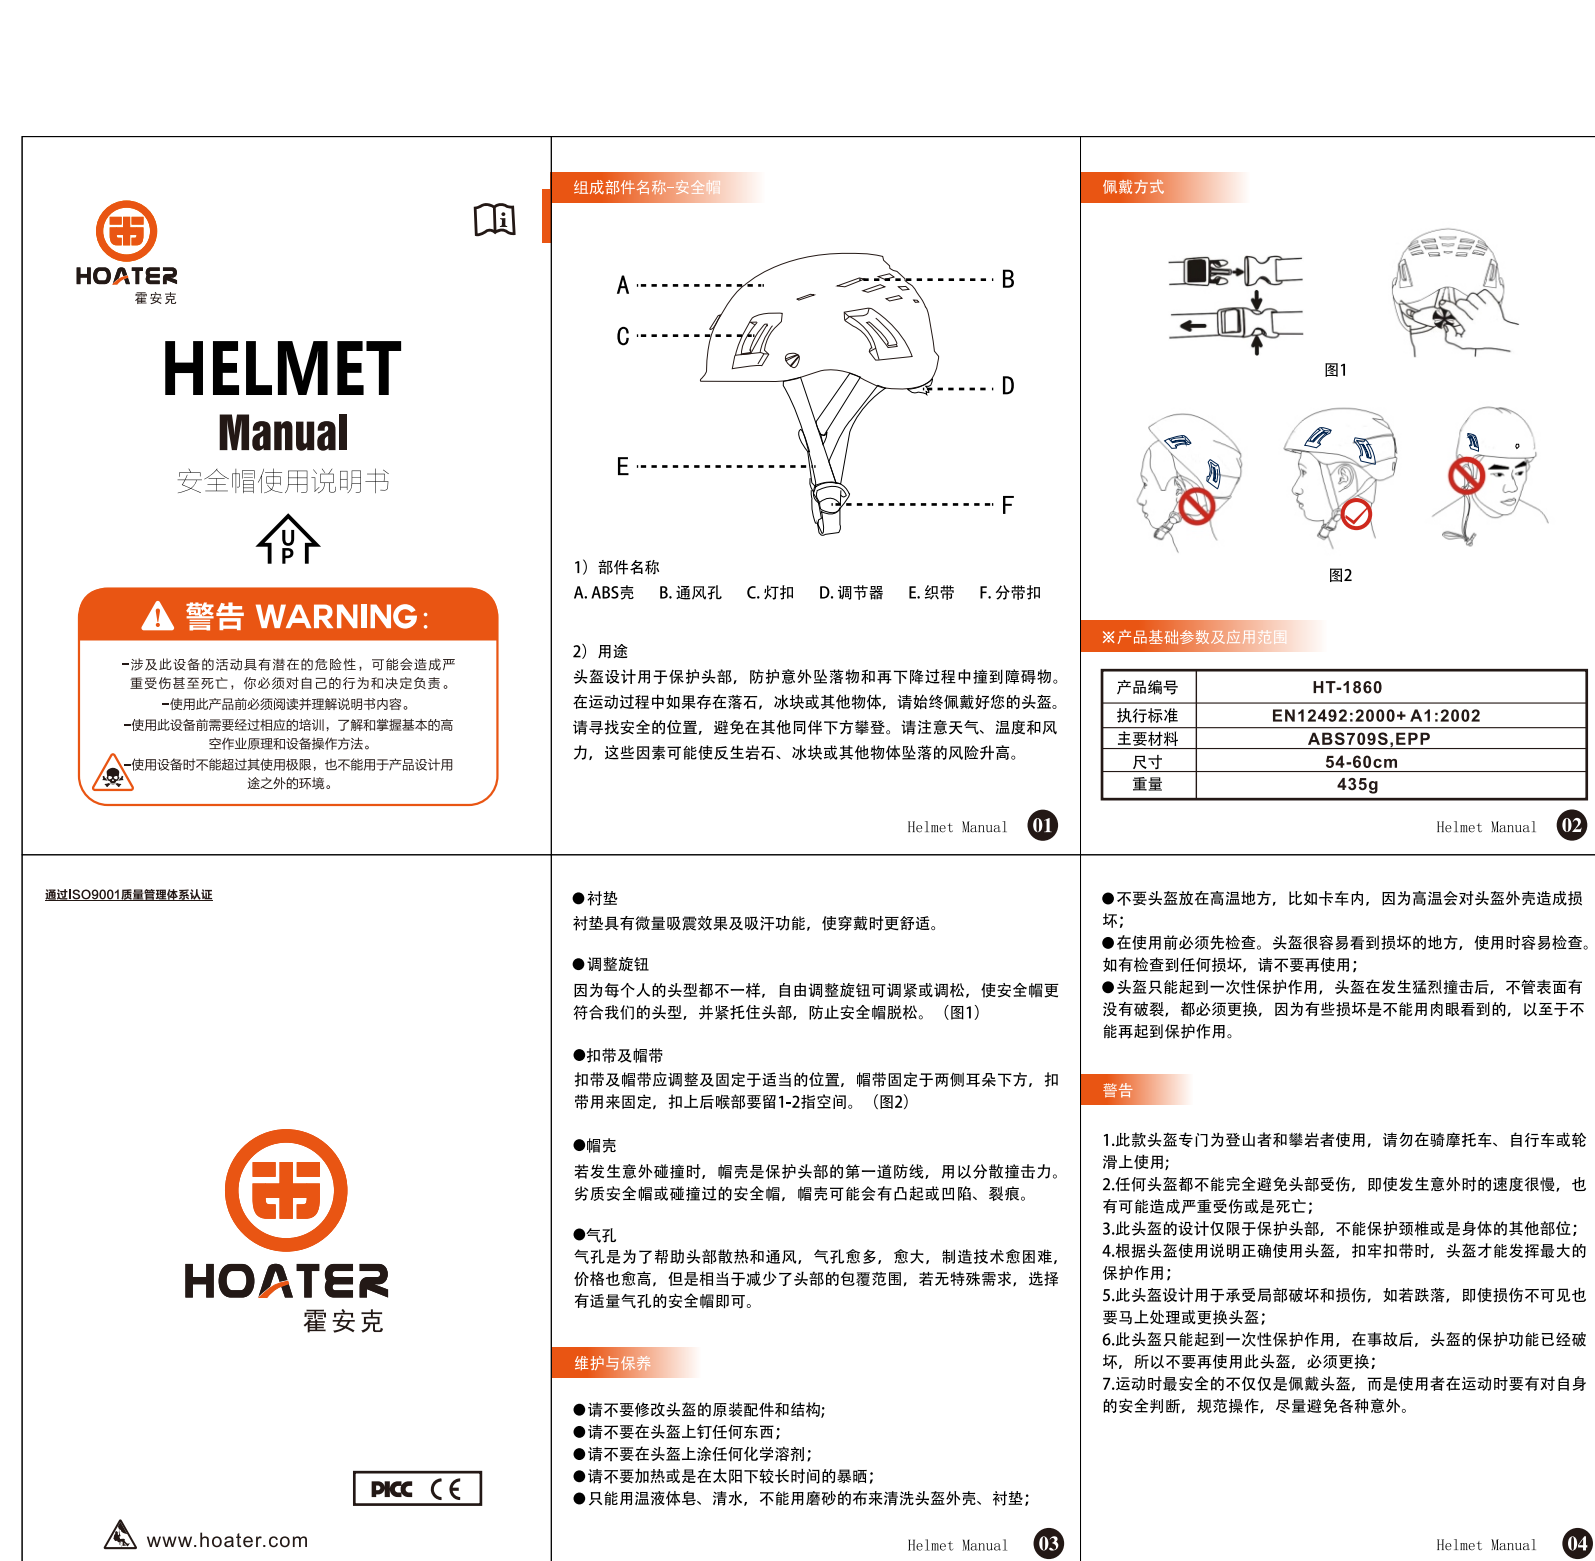 HOATER
霍安克
i
HELMET
Manual
安全帽使用说明书
UP
警告 WARNING:
-涉及此设备的活动具有潜在的危险性，可能会造成严
重受伤甚至死亡，你必须对自己的行为和决定负责。
-使用此产品前必须阅读并理解说明书内容。
-使用此设备前需要经过相应的培训，了解和掌握基本的高
空作业原理和设备操作方法。
-使用设备时不能超过其使用极限，也不能用于产品设计用
途之外的环境。
组成部件名称-安全帽
A
B
C
D
E
F
1）部件名称
A. ABS壳 B. 通风孔 C. 灯扣 D. 调节器 E. 织带 F. 分带扣
2）用途
头盔设计用于保护头部，防护意外坠落物和再下降过程中撞到障碍物。
在运动过程中如果存在落石，冰块或其他物体，请始终佩戴好您的头盔。
请寻找安全的位置，避免在其他同伴下方攀登。请注意天气、温度和风
力，这些因素可能使反生岩石、冰块或其他物体坠落的风险升高。
Helmet Manual 01
佩戴方式
图1
图2
※产品基础参数及应用范围
产品编号 HT-1860
执行标准 EN12492:2000+ A1:2002
主要材料 ABS709S,EPP
尺寸 54-60cm
重量 435g
Helmet Manual 02
通过ISO9001质量管理体系认证
HOATER
霍安克
PICC CE
www.hoater.com
●衬垫
衬垫具有微量吸震效果及吸汗功能，使穿戴时更舒适。
●调整旋钮
因为每个人的头型都不一样，自由调整旋钮可调紧或调松，使安全帽更
符合我们的头型，并紧托住头部，防止安全帽脱松。（图1）
●扣带及帽带
扣带及帽带应调整及固定于适当的位置，帽带固定于两侧耳朵下方，扣
带用来固定，扣上后喉部要留1-2指空间。（图2）
●帽壳
若发生意外碰撞时，帽壳是保护头部的第一道防线，用以分散撞击力。
劣质安全帽或碰撞过的安全帽，帽壳可能会有凸起或凹陷、裂痕。
●气孔
气孔是为了帮助头部散热和通风，气孔愈多，愈大，制造技术愈困难，
价格也愈高，但是相当于减少了头部的包覆范围，若无特殊需求，选择
有适量气孔的安全帽即可。
维护与保养
●请不要修改头盔的原装配件和结构;
●请不要在头盔上钉任何东西；
●请不要在头盔上涂任何化学溶剂；
●请不要加热或是在太阳下较长时间的暴晒；
●只能用温液体皂、清水，不能用磨砂的布来清洗头盔外壳、衬垫；
Helmet Manual 03
●不要头盔放在高温地方，比如卡车内，因为高温会对头盔外壳造成损
坏；
●在使用前必须先检查。头盔很容易看到损坏的地方，使用时容易检查。
如有检查到任何损坏，请不要再使用；
●头盔只能起到一次性保护作用，头盔在发生猛烈撞击后，不管表面有
没有破裂，都必须更换，因为有些损坏是不能用肉眼看到的，以至于不
能再起到保护作用。
警告
1.此款头盔专门为登山者和攀岩者使用，请勿在骑摩托车、自行车或轮
滑上使用;
2.任何头盔都不能完全避免头部受伤，即使发生意外时的速度很慢，也
有可能造成严重受伤或是死亡；
3.此头盔的设计仅限于保护头部，不能保护颈椎或是身体的其他部位；
4.根据头盔使用说明正确使用头盔，扣牢扣带时，头盔才能发挥最大的
保护作用；
5.此头盔设计用于承受局部破坏和损伤，如若跌落，即使损伤不可见也
要马上处理或更换头盔；
6.此头盔只能起到一次性保护作用，在事故后，头盔的保护功能已经破
坏，所以不要再使用此头盔，必须更换；
7.运动时最安全的不仅仅是佩戴头盔，而是使用者在运动时要有对自身
的安全判断，规范操作，尽量避免各种意外。
Helmet Manual 04